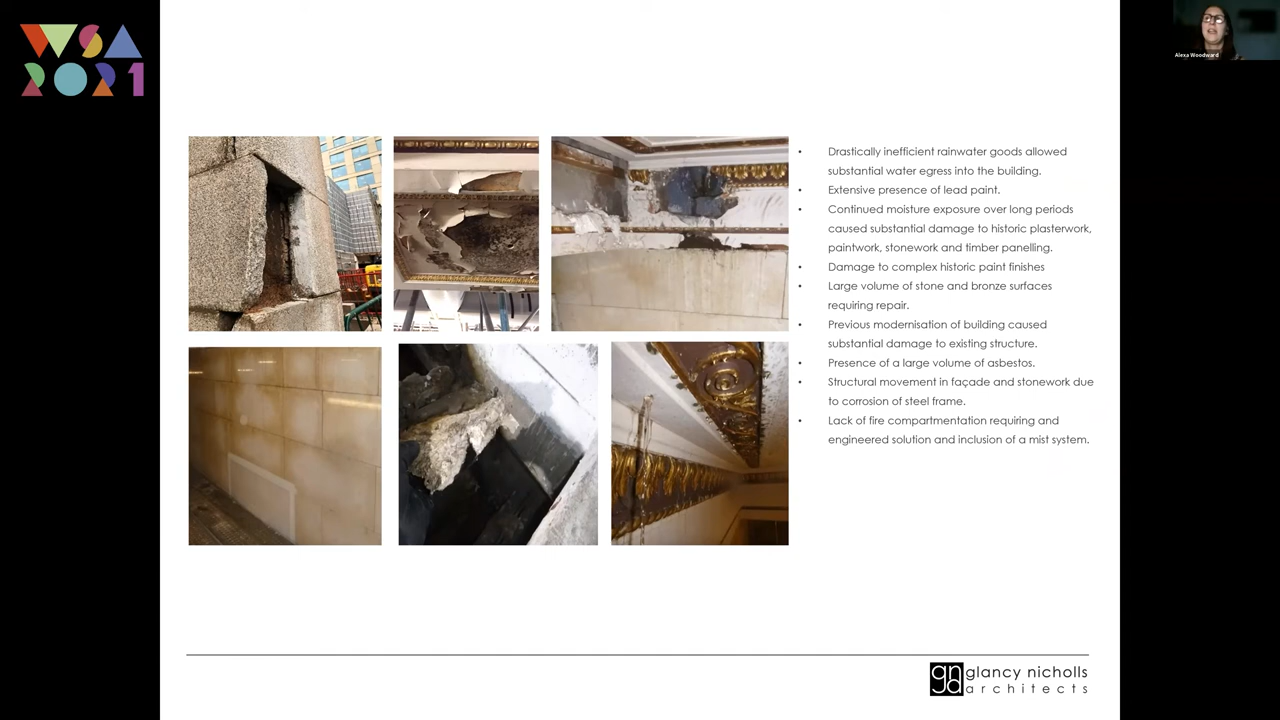 WSA
2021
Alexa Woodward
• Drastically inefficient rainwater goods allowed
substantial water egress into the building.
• Extensive presence of lead paint.
• Continued moisture exposure over long periods
caused substantial damage to historic plasterwork,
paintwork, stonework and timber panelling.
• Damage to complex historic paint finishes
• Large volume of stone and bronze surfaces
requiring repair.
• Previous modernisation of building caused
substantial damage to existing structure.
• Presence of a large volume of asbestos.
• Structural movement in façade and stonework due
to corrosion of steel frame.
• Lack of fire compartmentation requiring and
engineered solution and inclusion of a mist system.
gn
ja
glancy nicholls
architects